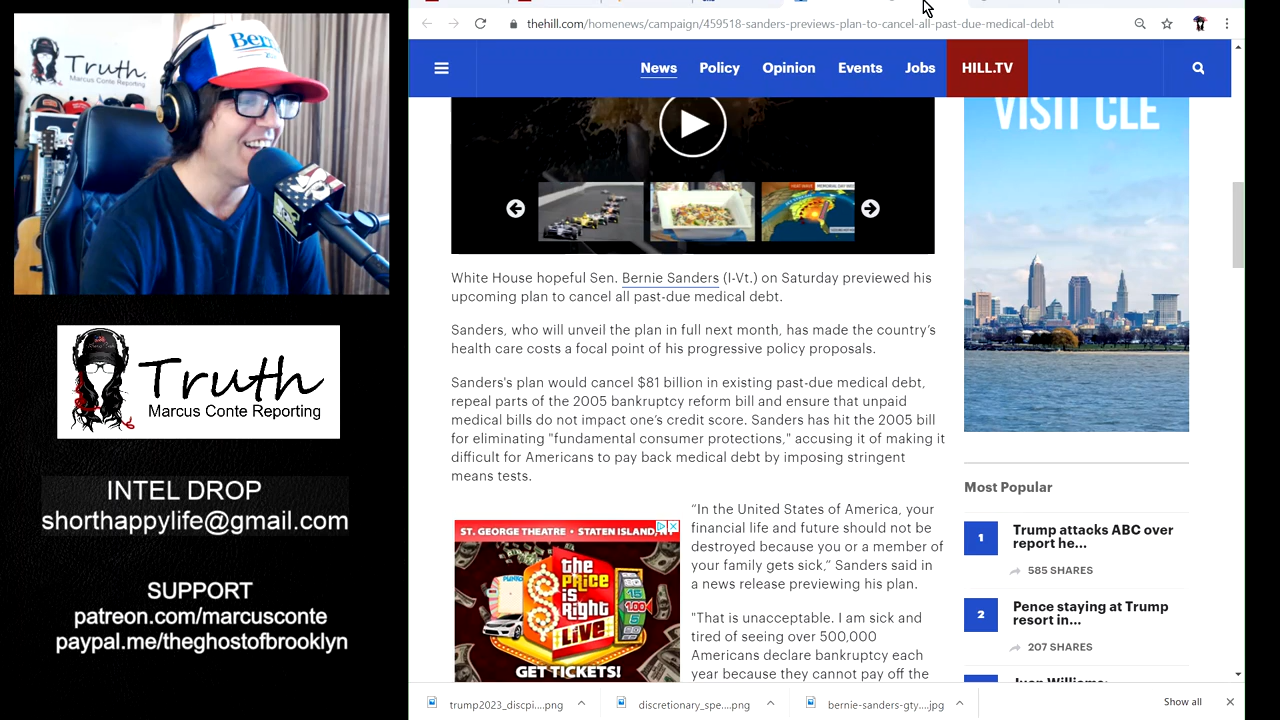 thehill.com/homenews/campaign/459518-sanders-previews-plan-to-cancel-all-past-due-medical-debt
News Policy Opinion Events Jobs HILL.TV
Truth.
Marcus Conte Reporting
Ber
VISIT CLE
MEMORIAL DAY
White House hopeful Sen. Bernie Sanders (I-Vt.) on Saturday previewed his
upcoming plan to cancel all past-due medical debt.
Sanders, who will unveil the plan in full next month, has made the country's
health care costs a focal point of his progressive policy proposals.
Sanders's plan would cancel $81 billion in existing past-due medical debt,
repeal parts of the 2005 bankruptcy reform bill and ensure that unpaid
medical bills do not impact one's credit score. Sanders has hit the 2005 bill
for eliminating "fundamental consumer protections," accusing it of making it
difficult for Americans to pay back medical debt by imposing stringent
means tests.
"In the United States of America, your
financial life and future should not be
destroyed because you or a member of
your family gets sick," Sanders said in
a news release previewing his plan.
"That is unacceptable. I am sick and
tired of seeing over 500,000
Americans declare bankruptcy each
year because they cannot pay off the
ST. GEORGE THEATRE • STATEN ISLAND, NY
the
PRICE
is
RIGHT
LIVE
GET TICKETS!
Most Popular
1
Trump attacks ABC over
report he...
585 SHARES
2
Pence staying at Trump
resort in...
207 SHARES
Juan Williams:
Truth
Marcus Conte Reporting
INTEL DROP
shorthappylife@gmail.com
SUPPORT
patreon.com/marcusconte
paypal.me/theghostofbrooklyn
trump2023_discpi....png
discretionary_spe....png
bernie-sanders-gty....jpg
Show all